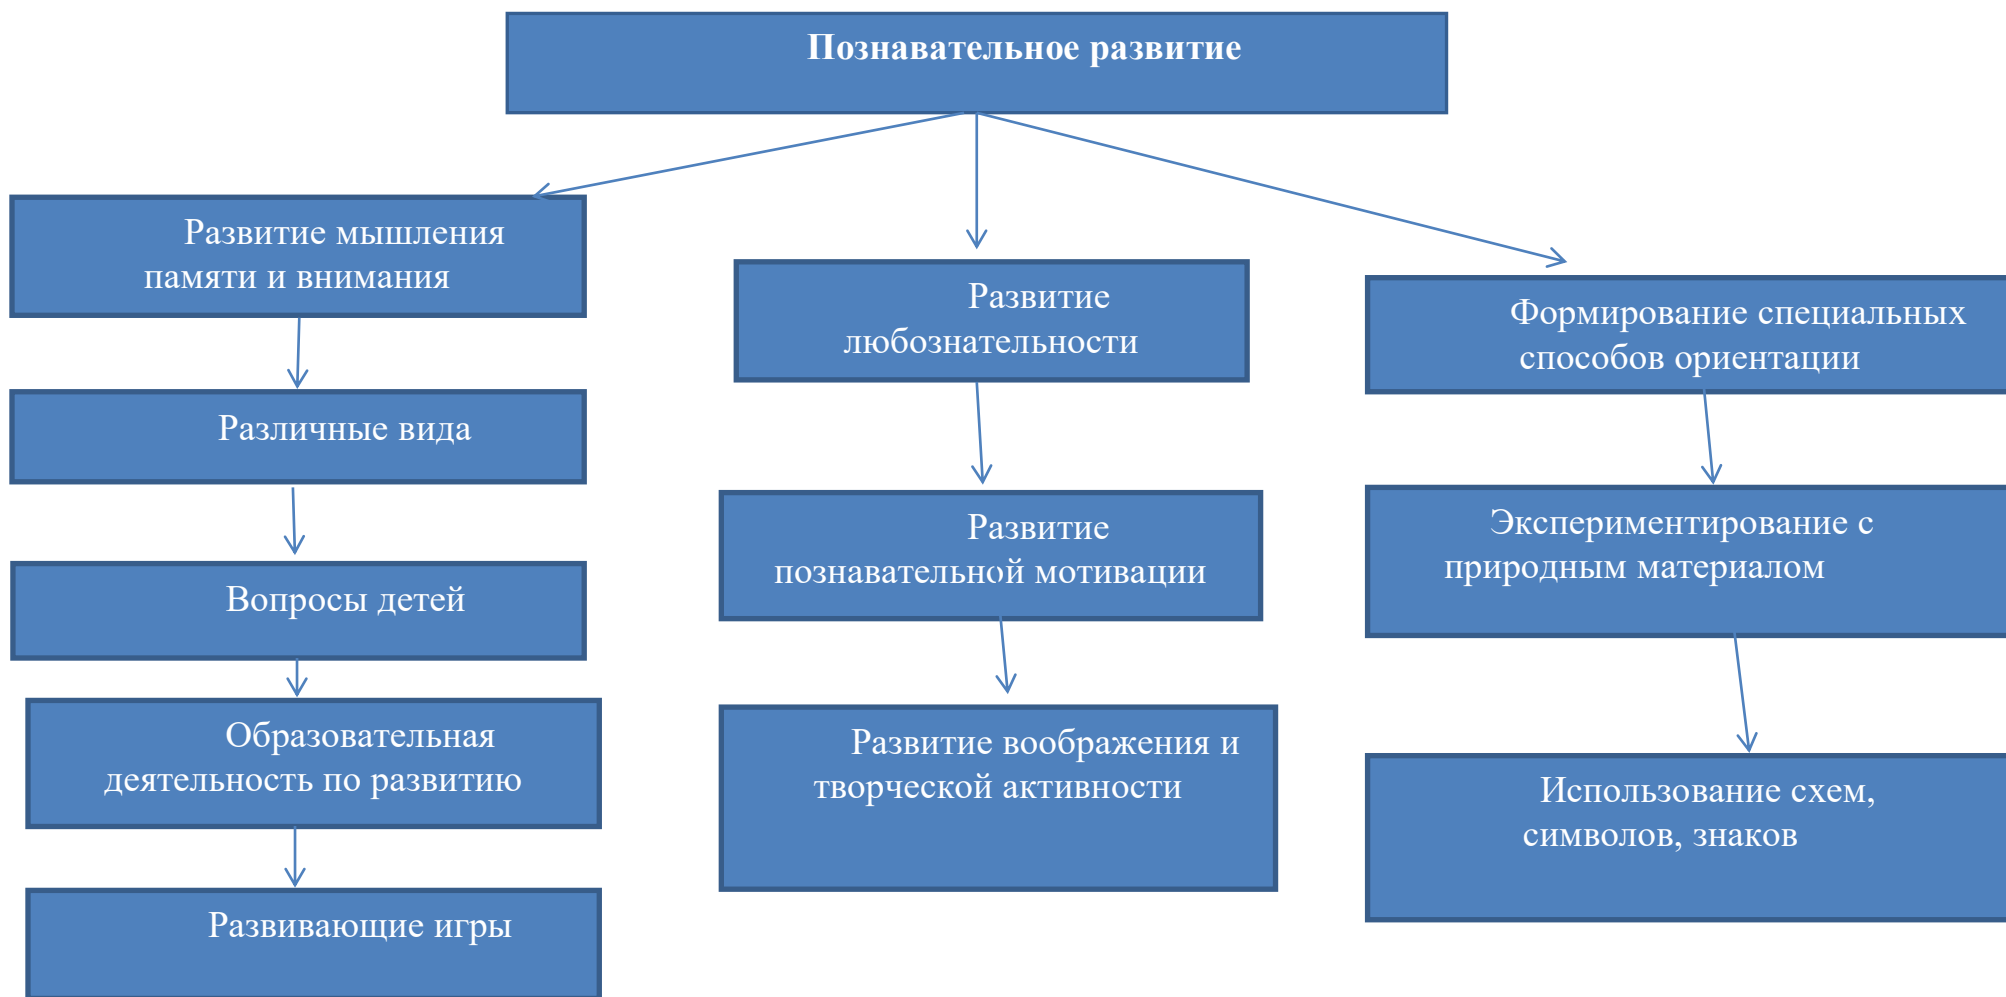 Познавательное развитие
Развитие мышления
памяти и внимания
Различные вида
Вопросы детей
Образовательная
деятельность по развитию
Развивающие игры
Развитие
любознательности
Развитие
познавательной мотивации
Развитие воображения и
творческой активности
Формирование специальных
способов ориентации
Экспериментирование с
природным материалом
Использование схем,
символов, знаков